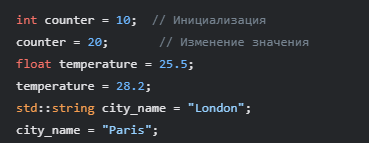 int counter = 10;  // Инициализация
counter = 20;      // Изменение значения
float temperature = 25.5;
temperature = 28.2;
std::string city_name = "London";
city_name = "Paris";